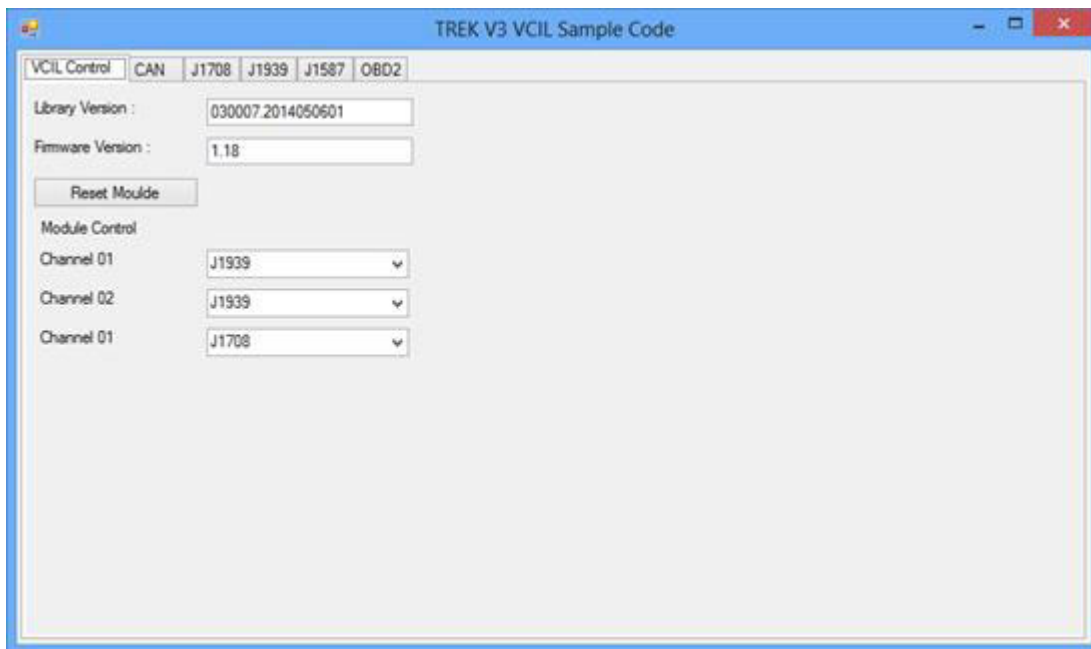 TREK V3 VCIL Sample Code
VCIL Control CAN J1708 J1939 J1587 OBD2
Library Version : 030007.2014050601
Firmware Version : 1.18
Reset Moulde
Module Control
Channel 01 J1939
Channel 02 J1939
Channel 01 J1708